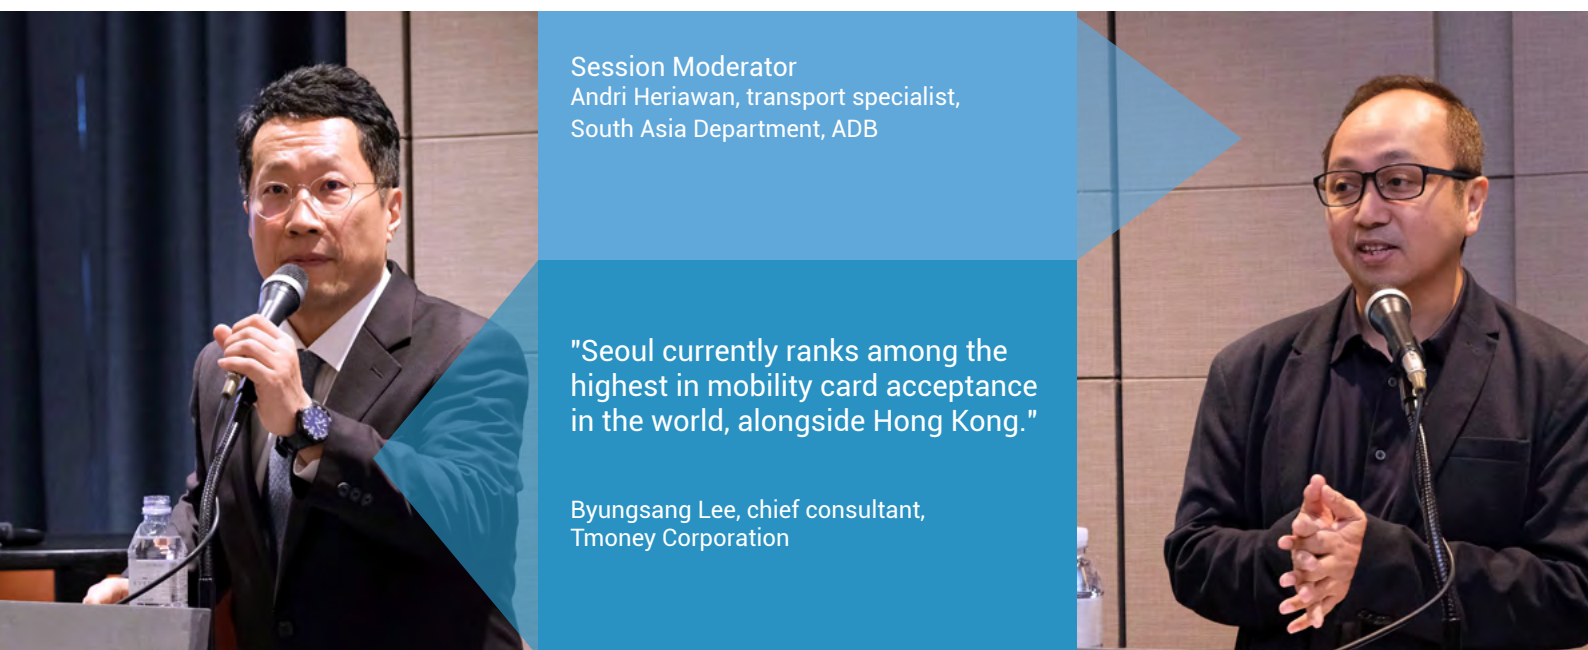 Session Moderator
Andri Heriawan, transport specialist,
South Asia Department, ADB
"Seoul currently ranks among the
highest in mobility card acceptance
in the world, alongside Hong Kong."
Byungsang Lee, chief consultant,
Tmoney Corporation